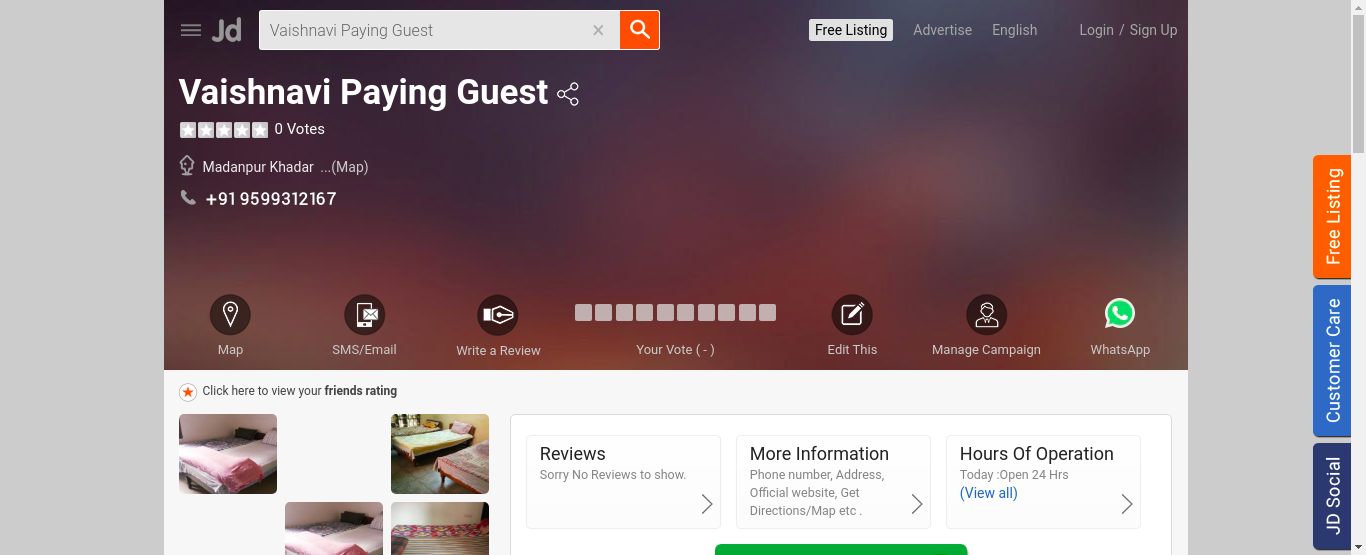 Jd
Vaishnavi Paying Guest
Free Listing
Advertise
English
Login / Sign Up
Vaishnavi Paying Guest
0 Votes
Madanpur Khadar ...(Map)
+91 9599312167
Map
SMS/Email
Write a Review
Your Vote ( - )
Edit This
Manage Campaign
WhatsApp
Free Listing
Customer Care
JD Social
Click here to view your friends rating
Reviews
Sorry No Reviews to show.
More Information
Phone number, Address,
Official website, Get
Directions/Map etc .
Hours Of Operation
Today :Open 24 Hrs
(View all)